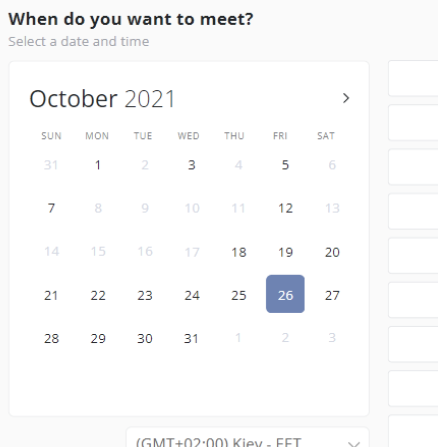 When do you want to meet?
Select a date and time
October 2021
SUN MON TUE WED THU FRI SAT
31 1 2 3 4 5 6
7 8 9 10 11 12 13
14 15 16 17 18 19 20
21 22 23 24 25 26 27
28 29 30 31 1 2 3
(GMT+02:00) Kiev - EET